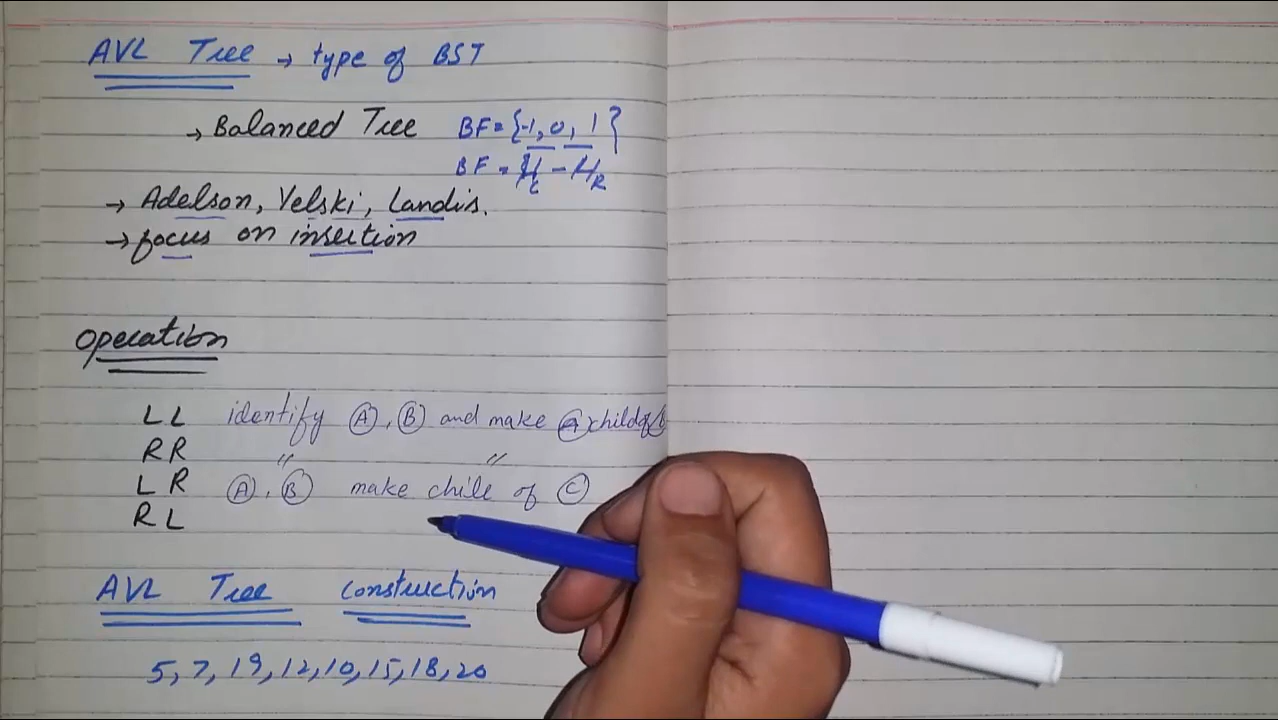 AVL Tree → type of BST
→ Balanced Tree BF = {-1, 0, 1}
BF = HL - HR
→ Adelson, Velski, Landis.
→ focus on insertion
Operation
LL identify A, B and make A child of B
RR " "
LR A, B make chile of C
RL
AVL Tree Construction
5, 7, 19, 12, 10, 15, 18, 20